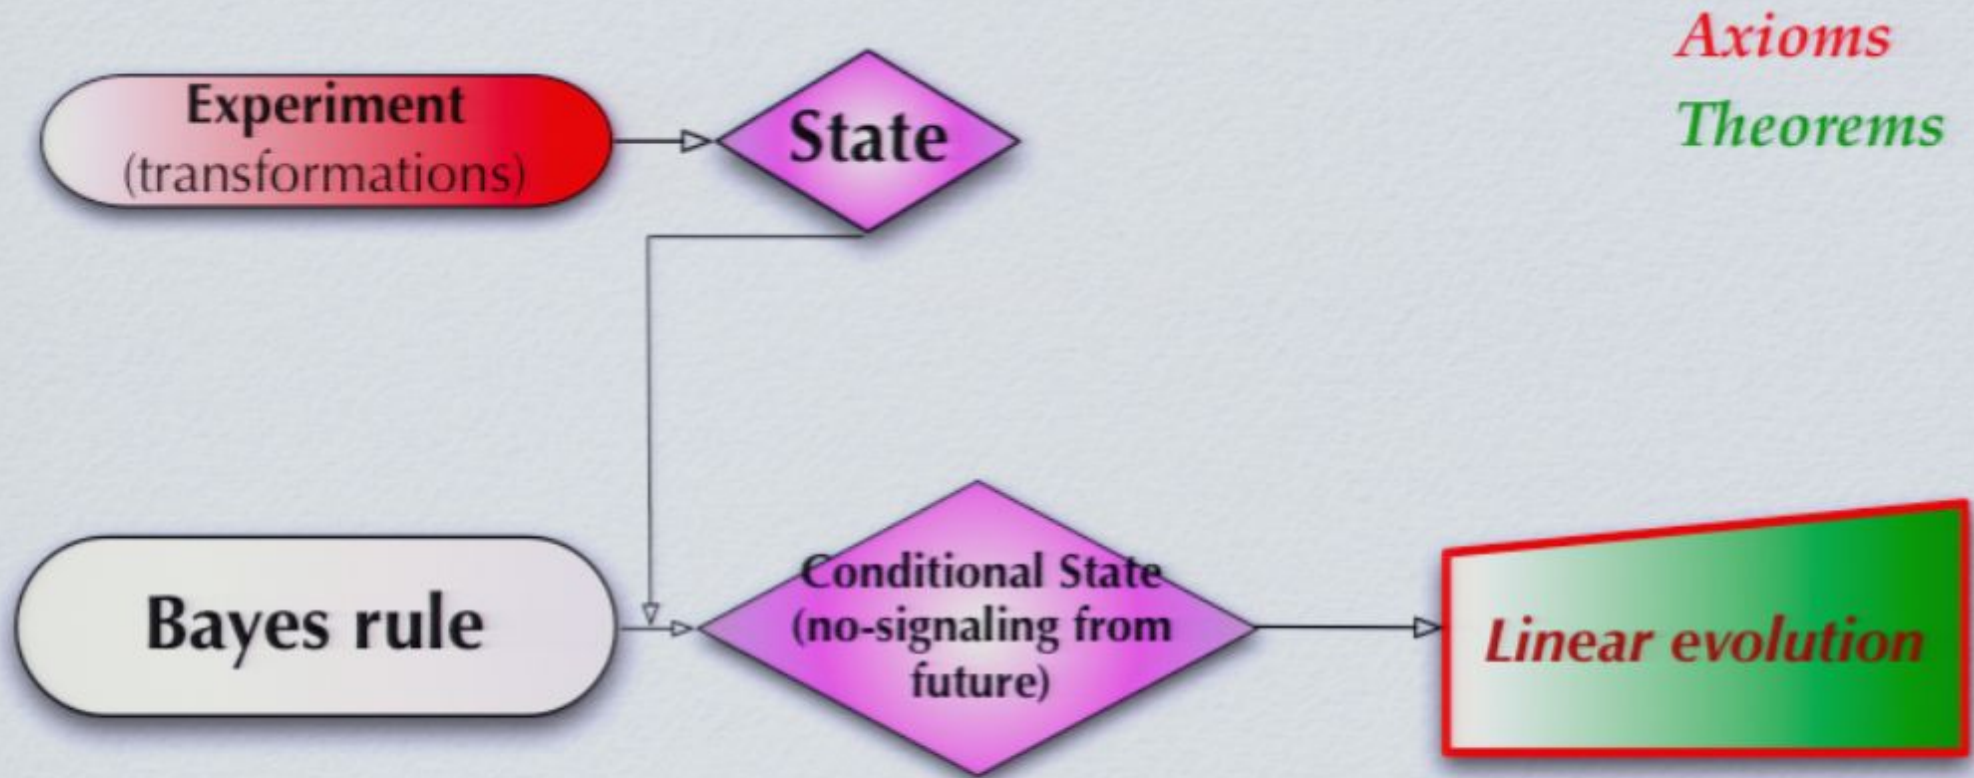 Axioms
Theorems
Experiment
(transformations)
State
Bayes rule
Conditional State
(no-signaling from
future)
Linear evolution